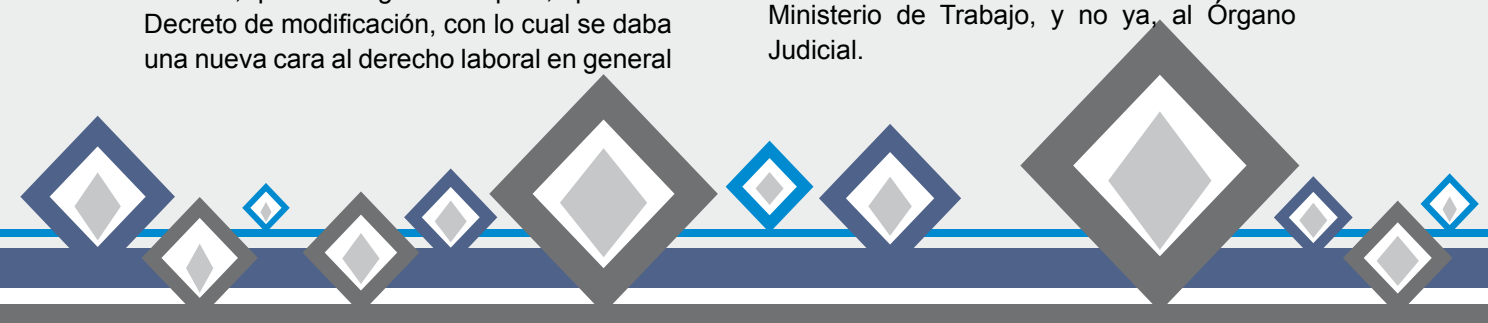 Decreto de modificación, con lo cual se daba
una nueva cara al derecho laboral en general
Ministerio de Trabajo, y no ya, al Órgano
Judicial.